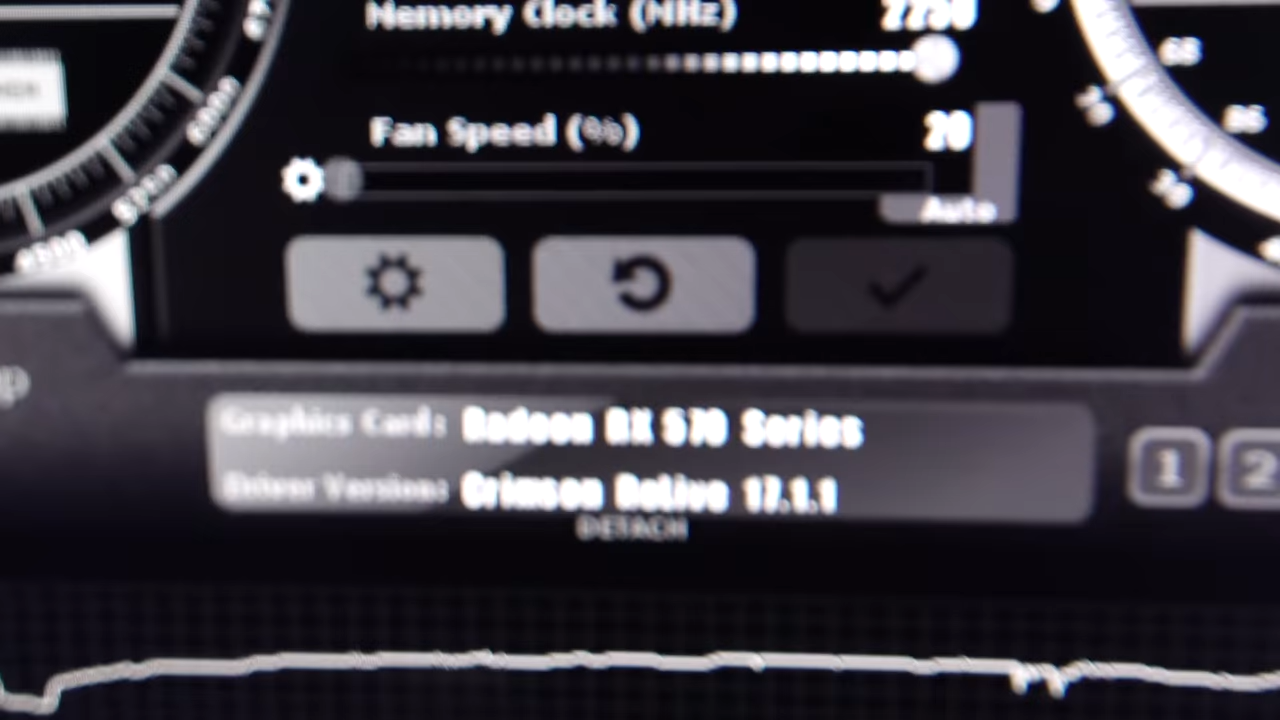 Memory Clock (MHz) 2250
Fan Speed (%) 20
Auto
Graphics Card: Radeon RX 570 Series
Driver Version: Crimson ReLive 17.1.1
DETACH
1 2